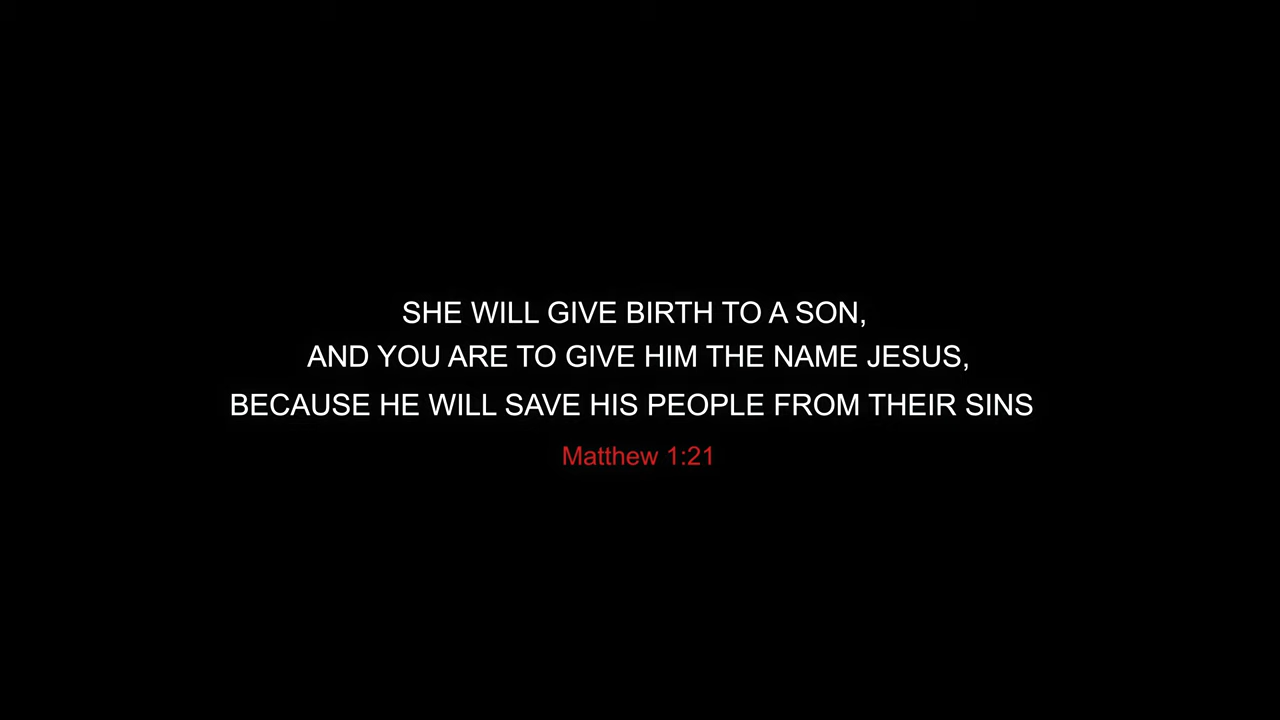 SHE WILL GIVE BIRTH TO A SON,
AND YOU ARE TO GIVE HIM THE NAME JESUS,
BECAUSE HE WILL SAVE HIS PEOPLE FROM THEIR SINS
Matthew 1:21